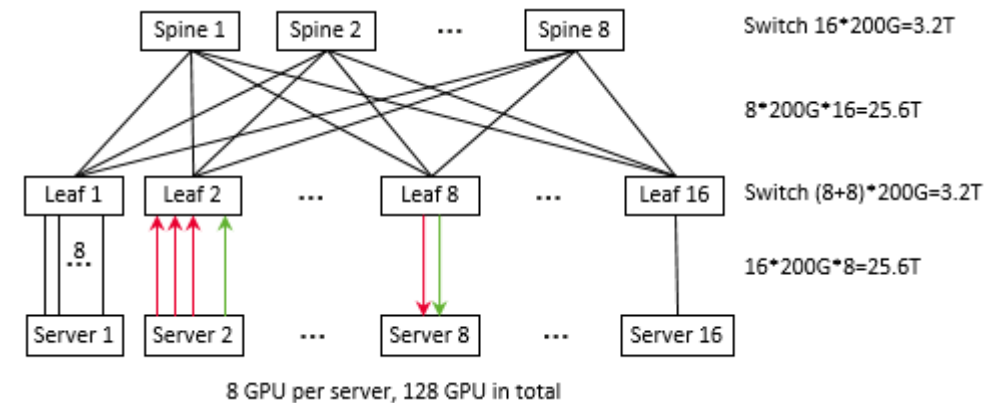 Spine 1 Spine 2 ... Spine 8 Switch 16*200G=3.2T
8*200G*16=25.6T
Leaf 1 Leaf 2 ... Leaf 8 ... Leaf 16 Switch (8+8)*200G=3.2T
8
...
16*200G*8=25.6T
Server 1 Server 2 ... Server 8 ... Server 16
8 GPU per server, 128 GPU in total